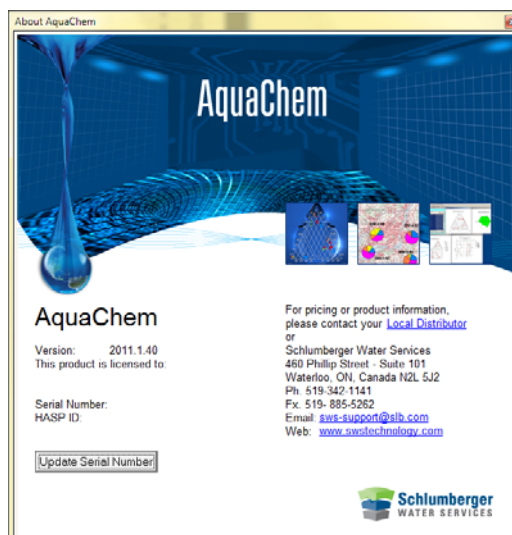 About AquaChem
AquaChem
AquaChem
Version: 2011.1.40
This product is licensed to:
Serial Number:
HASP ID:
Update Serial Number
For pricing or product information,
please contact your Local Distributor
or
Schlumberger Water Services
460 Phillip Street - Suite 101
Waterloo, ON, Canada N2L 5J2
Ph. 519-342-1141
Fx. 519- 885-5262
Email: sws-support@slb.com
Web: www.swstechnology.com
Schlumberger
WATER SERVICES